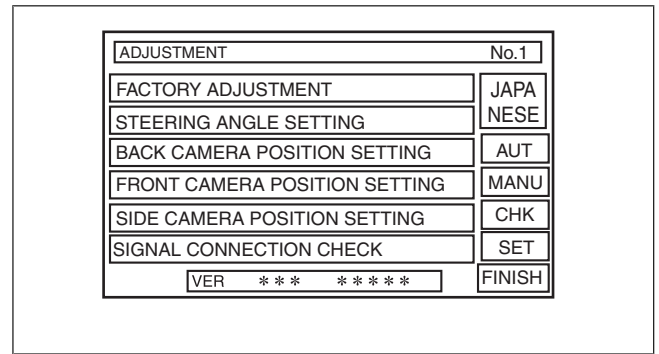 ADJUSTMENT No.1
FACTORY ADJUSTMENT
JAPA
NESE
STEERING ANGLE SETTING
BACK CAMERA POSITION SETTING AUT
FRONT CAMERA POSITION SETTING MANU
SIDE CAMERA POSITION SETTING CHK
SIGNAL CONNECTION CHECK SET
VER *** ***** FINISH